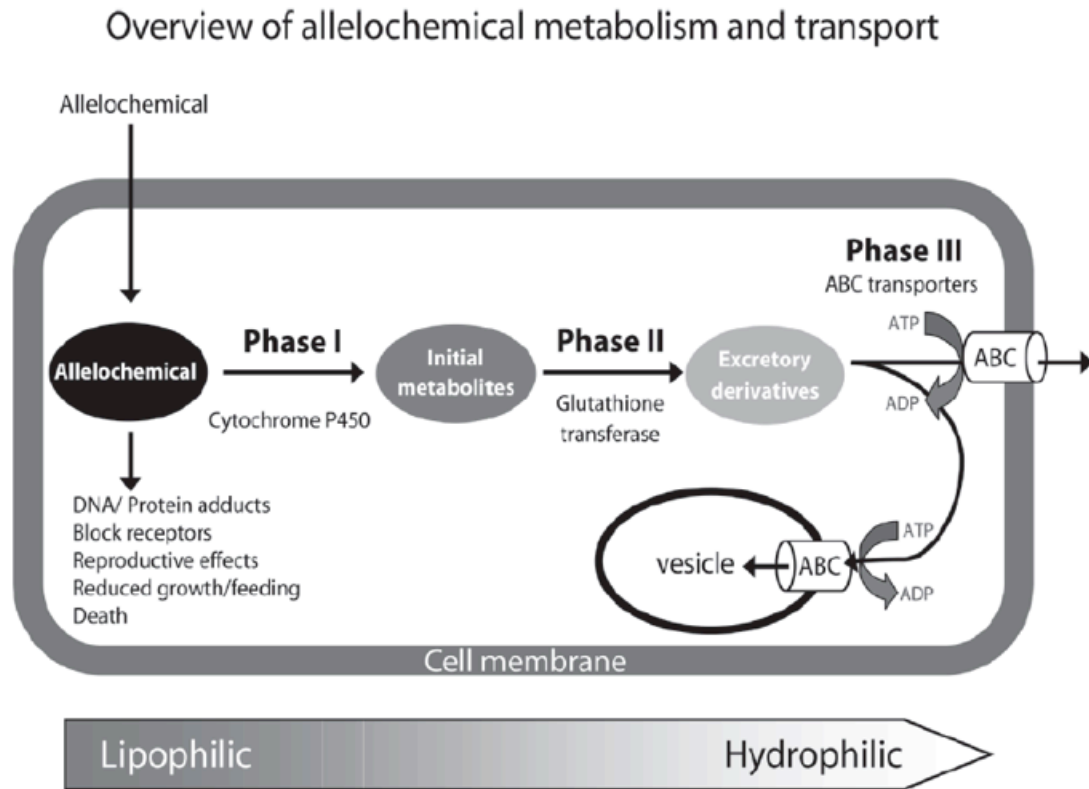 Overview of allelochemical metabolism and transport
Allelochemical
Phase III
ABC transporters
ATP
ABC
ADP
Allelochemical
Phase I
Cytochrome P450
Initial
metabolites
Phase II
Glutathione
transferase
Excretory
derivatives
DNA/ Protein adducts
Block receptors
Reproductive effects
Reduced growth/feeding
Death
vesicle
ABC
ATP
ADP
Cell membrane
Lipophilic
Hydrophilic